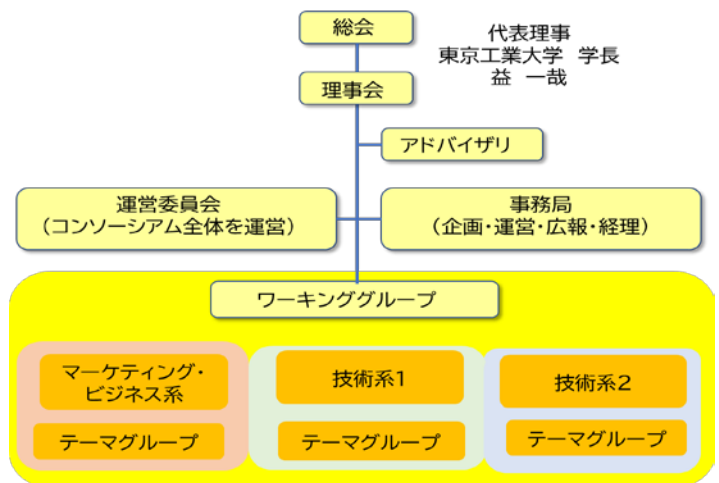 総会
代表理事
東京工業大学 学長
益 一哉
理事会
アドバイザリ
運営委員会
(コンソーシアム全体を運営)
事務局
(企画・運営・広報・経理)
ワーキンググループ
マーケティング・
ビジネス系
テーマグループ
技術系1
テーマグループ
技術系2
テーマグループ